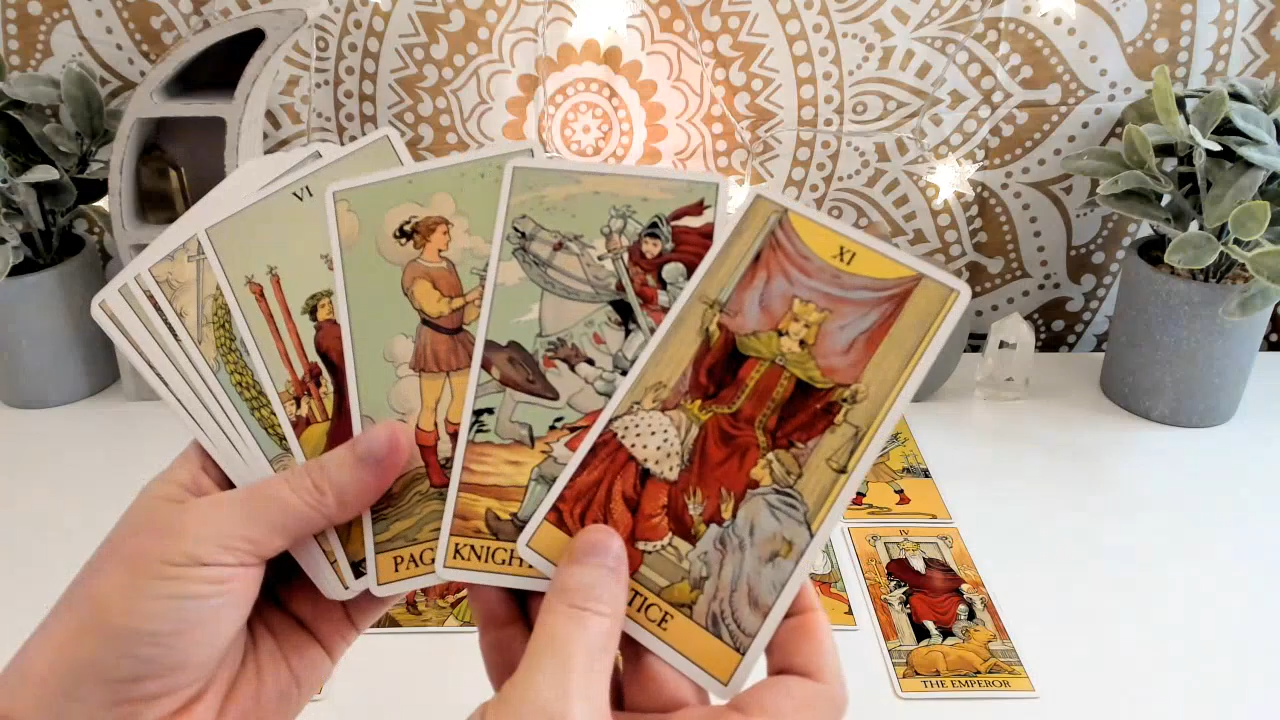 VI
PAG
KNIGH
XI
TICE
IV
THE EMPEROR